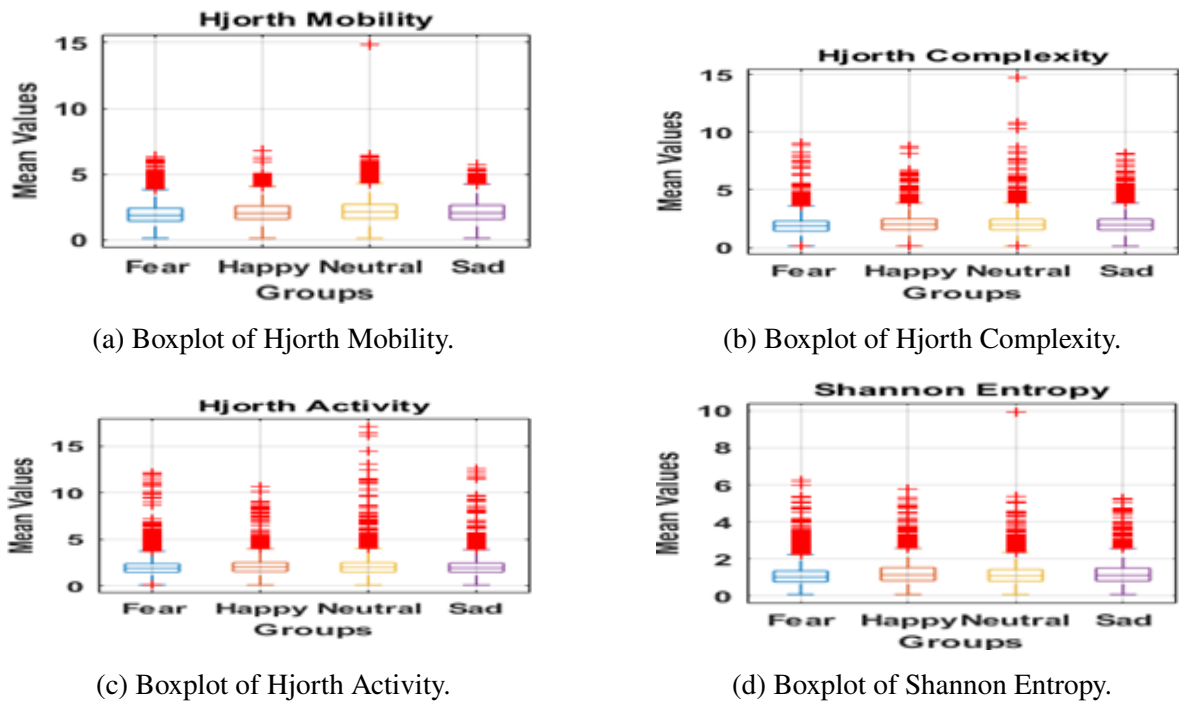 Hjorth Mobility
Mean Values
15
10
5
0
Fear Happy Neutral Sad
Groups
(a) Boxplot of Hjorth Mobility.
Hjorth Complexity
Mean Values
15
10
5
0
Fear Happy Neutral Sad
Groups
(b) Boxplot of Hjorth Complexity.
Hjorth Activity
Mean Values
15
10
5
0
Fear Happy Neutral Sad
Groups
(c) Boxplot of Hjorth Activity.
Shannon Entropy
Mean Values
10
8
6
4
2
0
Fear Happy Neutral Sad
Groups
(d) Boxplot of Shannon Entropy.